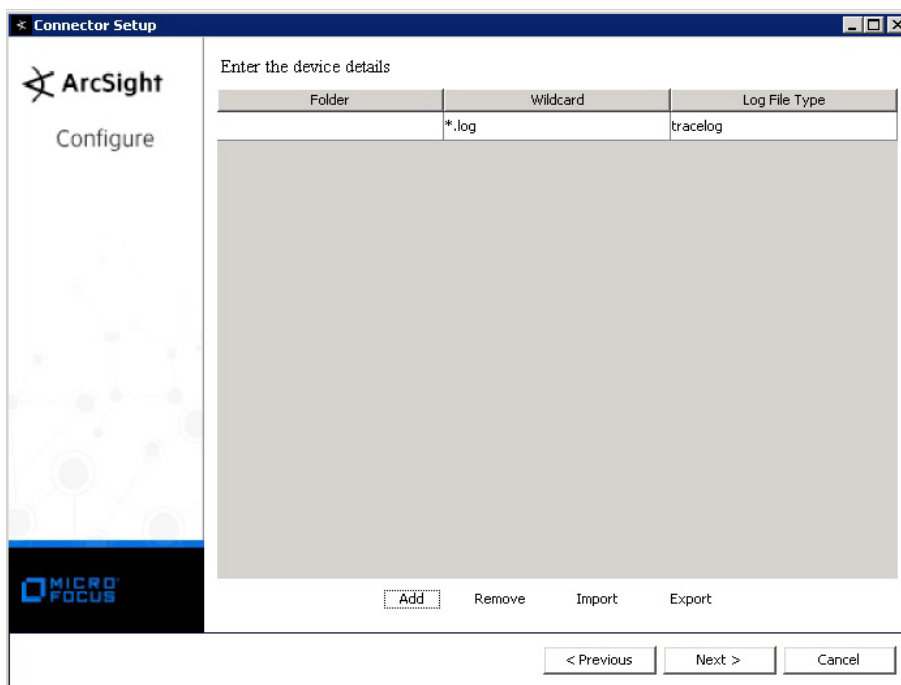 Connector Setup
ArcSight
Configure
Enter the device details
Folder Wildcard Log File Type
*.log tracelog
MICRO
FOCUS
Add Remove Import Export
< Previous Next > Cancel